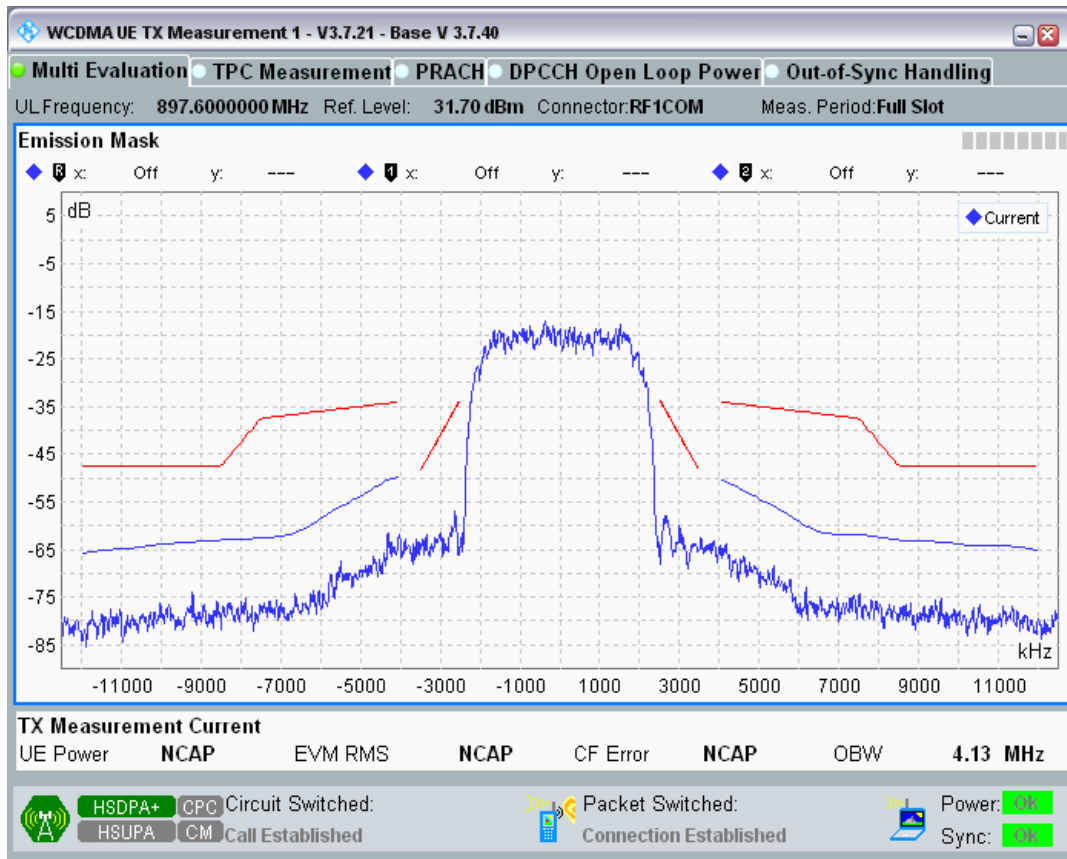 WCDMA UE TX Measurement 1 - V3.7.21 - Base V 3.7.40
Multi Evaluation TPC Measurement PRACH DPCCH Open Loop Power Out-of-Sync Handling
UL Frequency: 897.6000000 MHz Ref. Level: 31.70 dBm Connector:RF1COM Meas. Period:Full Slot
Emission Mask
R x: Off y: --- 1 x: Off y: --- 2 x: Off y: ---
dB
Current
5
-5
-15
-25
-35
-45
-55
-65
-75
-85
kHz
-11000 -9000 -7000 -5000 -3000 -1000 1000 3000 5000 7000 9000 11000
TX Measurement Current
UE Power NCAP EVM RMS NCAP CF Error NCAP OBW 4.13 MHz
HSDPA+ CPC Circuit Switched: Packet Switched: Power: Ok
HSUPA CM Call Established Connection Established Sync: Ok